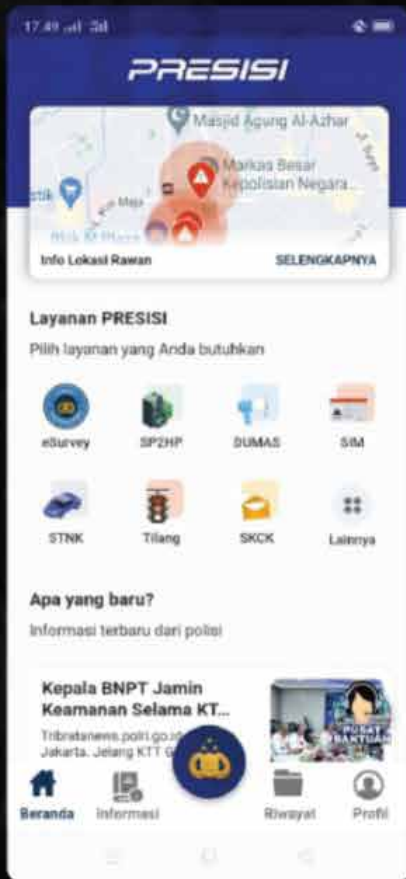 17.49
PRESISI
Masjid Agung Al-Azhar
Markas Besar
Kepolisian Negara...
Info Lokasi Rawan
SELENGKAPNYA
Layanan PRESISI
Pilih layanan yang Anda butuhkan
eSurvey
SP2HP
DUMAS
SIM
STNK
Tilang
SKCK
Lainnya
Apa yang baru?
Informasi terbaru dari polisi
Kepala BNPT Jamin
Keamanan Selama KT...
Tribratanews.polri.go.id
Jakarta. Jelang KTT G
PUSAT
BANTUAN
Beranda
Informasi
Riwayat
Profil